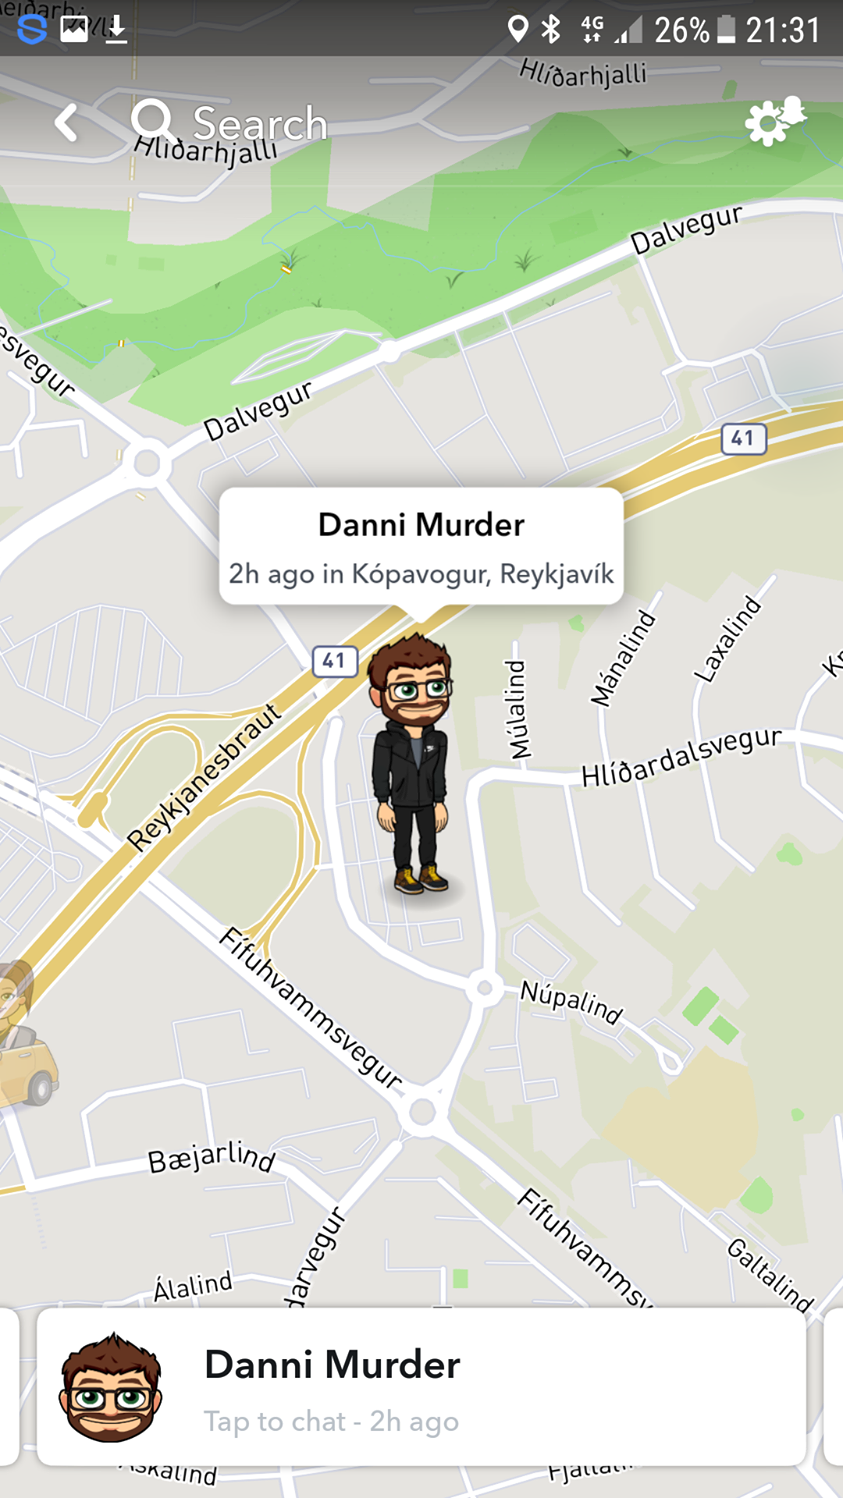 4G 26% 21:31
Hlíðarhjalli
Search
Hlíðarhjalli
Dalvegur
Dalvegur
41
Danni Murder
2h ago in Kópavogur, Reykjavík
41
Múlalind
Mánalind
Laxalind
Hlíðardalsvegur
Reykjanesbraut
Fífuhvammsvegur
Núpalind
Bæjarlind
Fífuhvammsv
Álalind
Galtalind
Danni Murder
Tap to chat - 2h ago